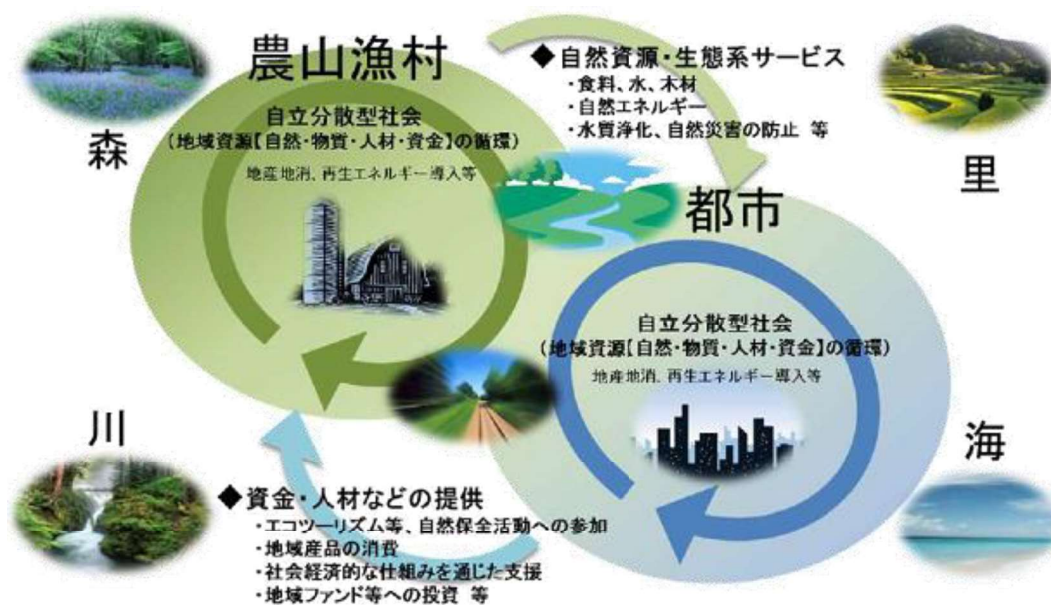 農山漁村
自立分散型社会
(地域資源【自然・物質・人材・資金】の循環)
地産地消、再生エネルギー導入等
森
◆自然資源・生態系サービス
・食料、水、木材
・自然エネルギー
・水質浄化、自然災害の防止 等
里
都市
自立分散型社会
(地域資源【自然・物質・人材・資金】の循環)
地産地消、再生エネルギー導入等
川
◆資金・人材などの提供
・エコツーリズム等、自然保全活動への参加
・地域産品の消費
・社会経済的な仕組みを通じた支援
・地域ファンド等への投資 等
海